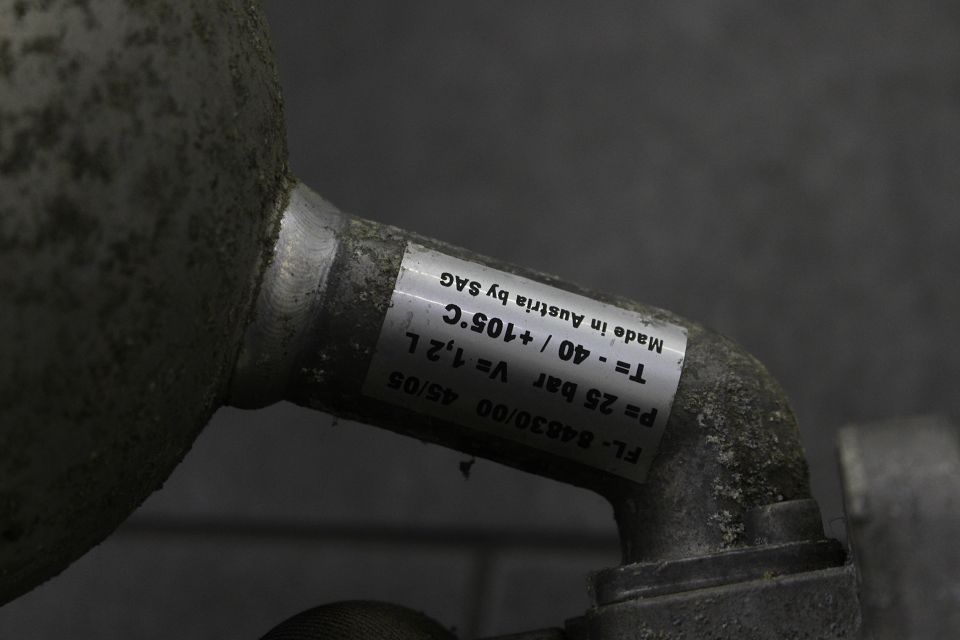 FL- 84830/00 45/05
P= 25 bar V= 1,2 L
T= - 40 / +105°C
Made in Austria by SAG